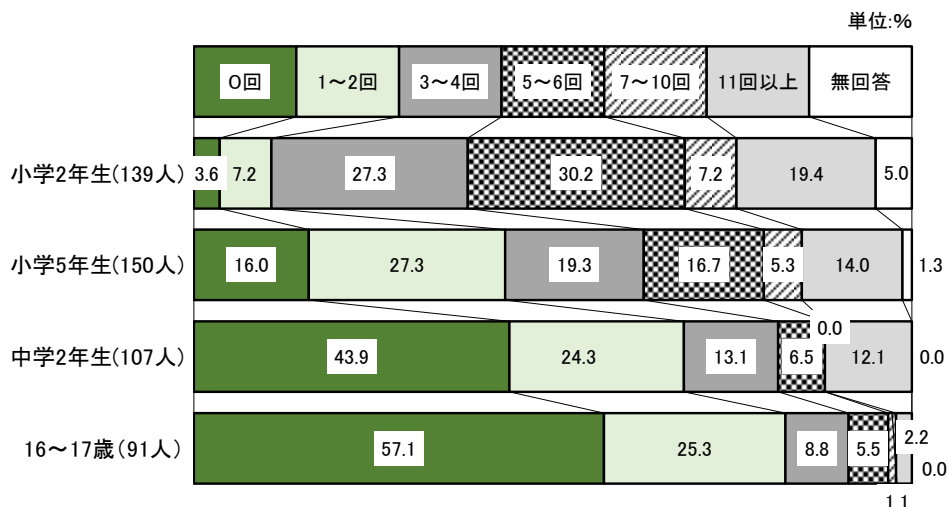 単位:%
0回 1～2回 3～4回 5～6回 7～10回 11回以上 無回答
小学2年生(139人) 3.6 7.2 27.3 30.2 7.2 19.4 5.0
小学5年生(150人) 16.0 27.3 19.3 16.7 5.3 14.0 1.3
中学2年生(107人) 43.9 24.3 13.1 6.5 0.0 12.1 0.0
16～17歳(91人) 57.1 25.3 8.8 5.5 1.1 2.2 0.0